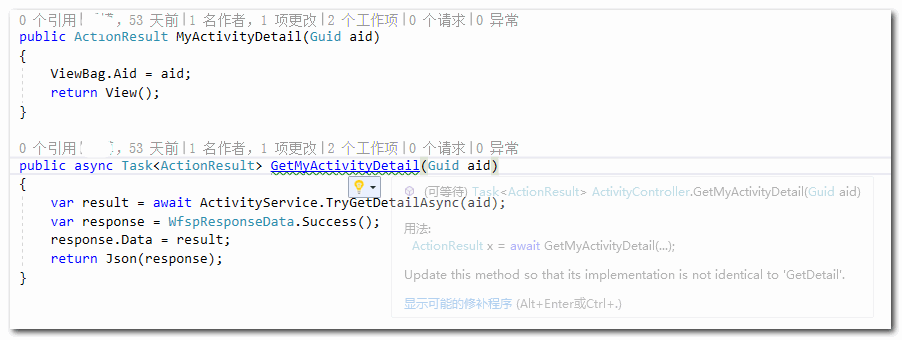 0 个引用|, 53 天前|1 名作者, 1 项更改|2 个工作项|0 个请求|0 异常
public ActionResult MyActivityDetail(Guid aid)
{
ViewBag.Aid = aid;
return View();
}
0 个引用|, 53 天前|1 名作者, 1 项更改|2 个工作项|0 个请求|0 异常
public async Task<ActionResult> GetMyActivityDetail(Guid aid)
{
(可等待) Task<ActionResult> ActivityController.GetMyActivityDetail(Guid aid)
var result = await ActivityService.TryGetDetailAsync(aid);
var response = WfspResponseData.Success();
response.Data = result;
return Json(response);
}
用法:
ActionResult x = await GetMyActivityDetail(...);
Update this method so that its implementation is not identical to 'GetDetail'.
显示可能的修补程序 (Alt+Enter或Ctrl+.)